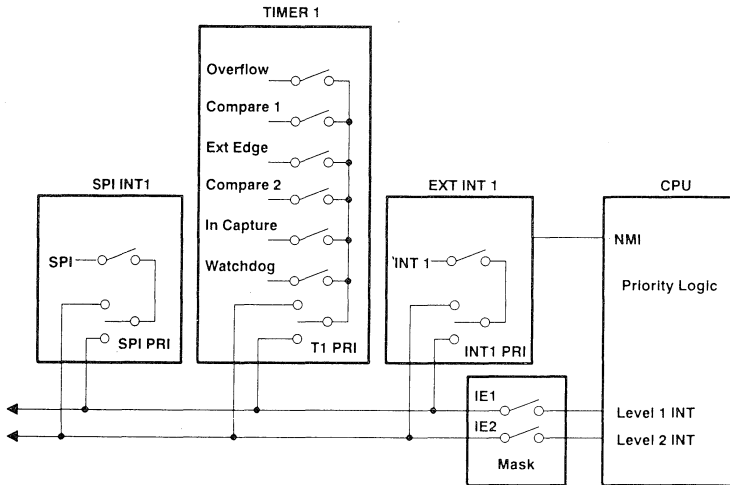 TIMER 1
Overflow
Compare 1
Ext Edge
Compare 2
In Capture
Watchdog
T1 PRI
SPI INT1
SPI
SPI PRI
EXT INT 1
INT 1
INT1 PRI
CPU
NMI
Priority Logic
Level 1 INT
Level 2 INT
IE1
IE2
Mask